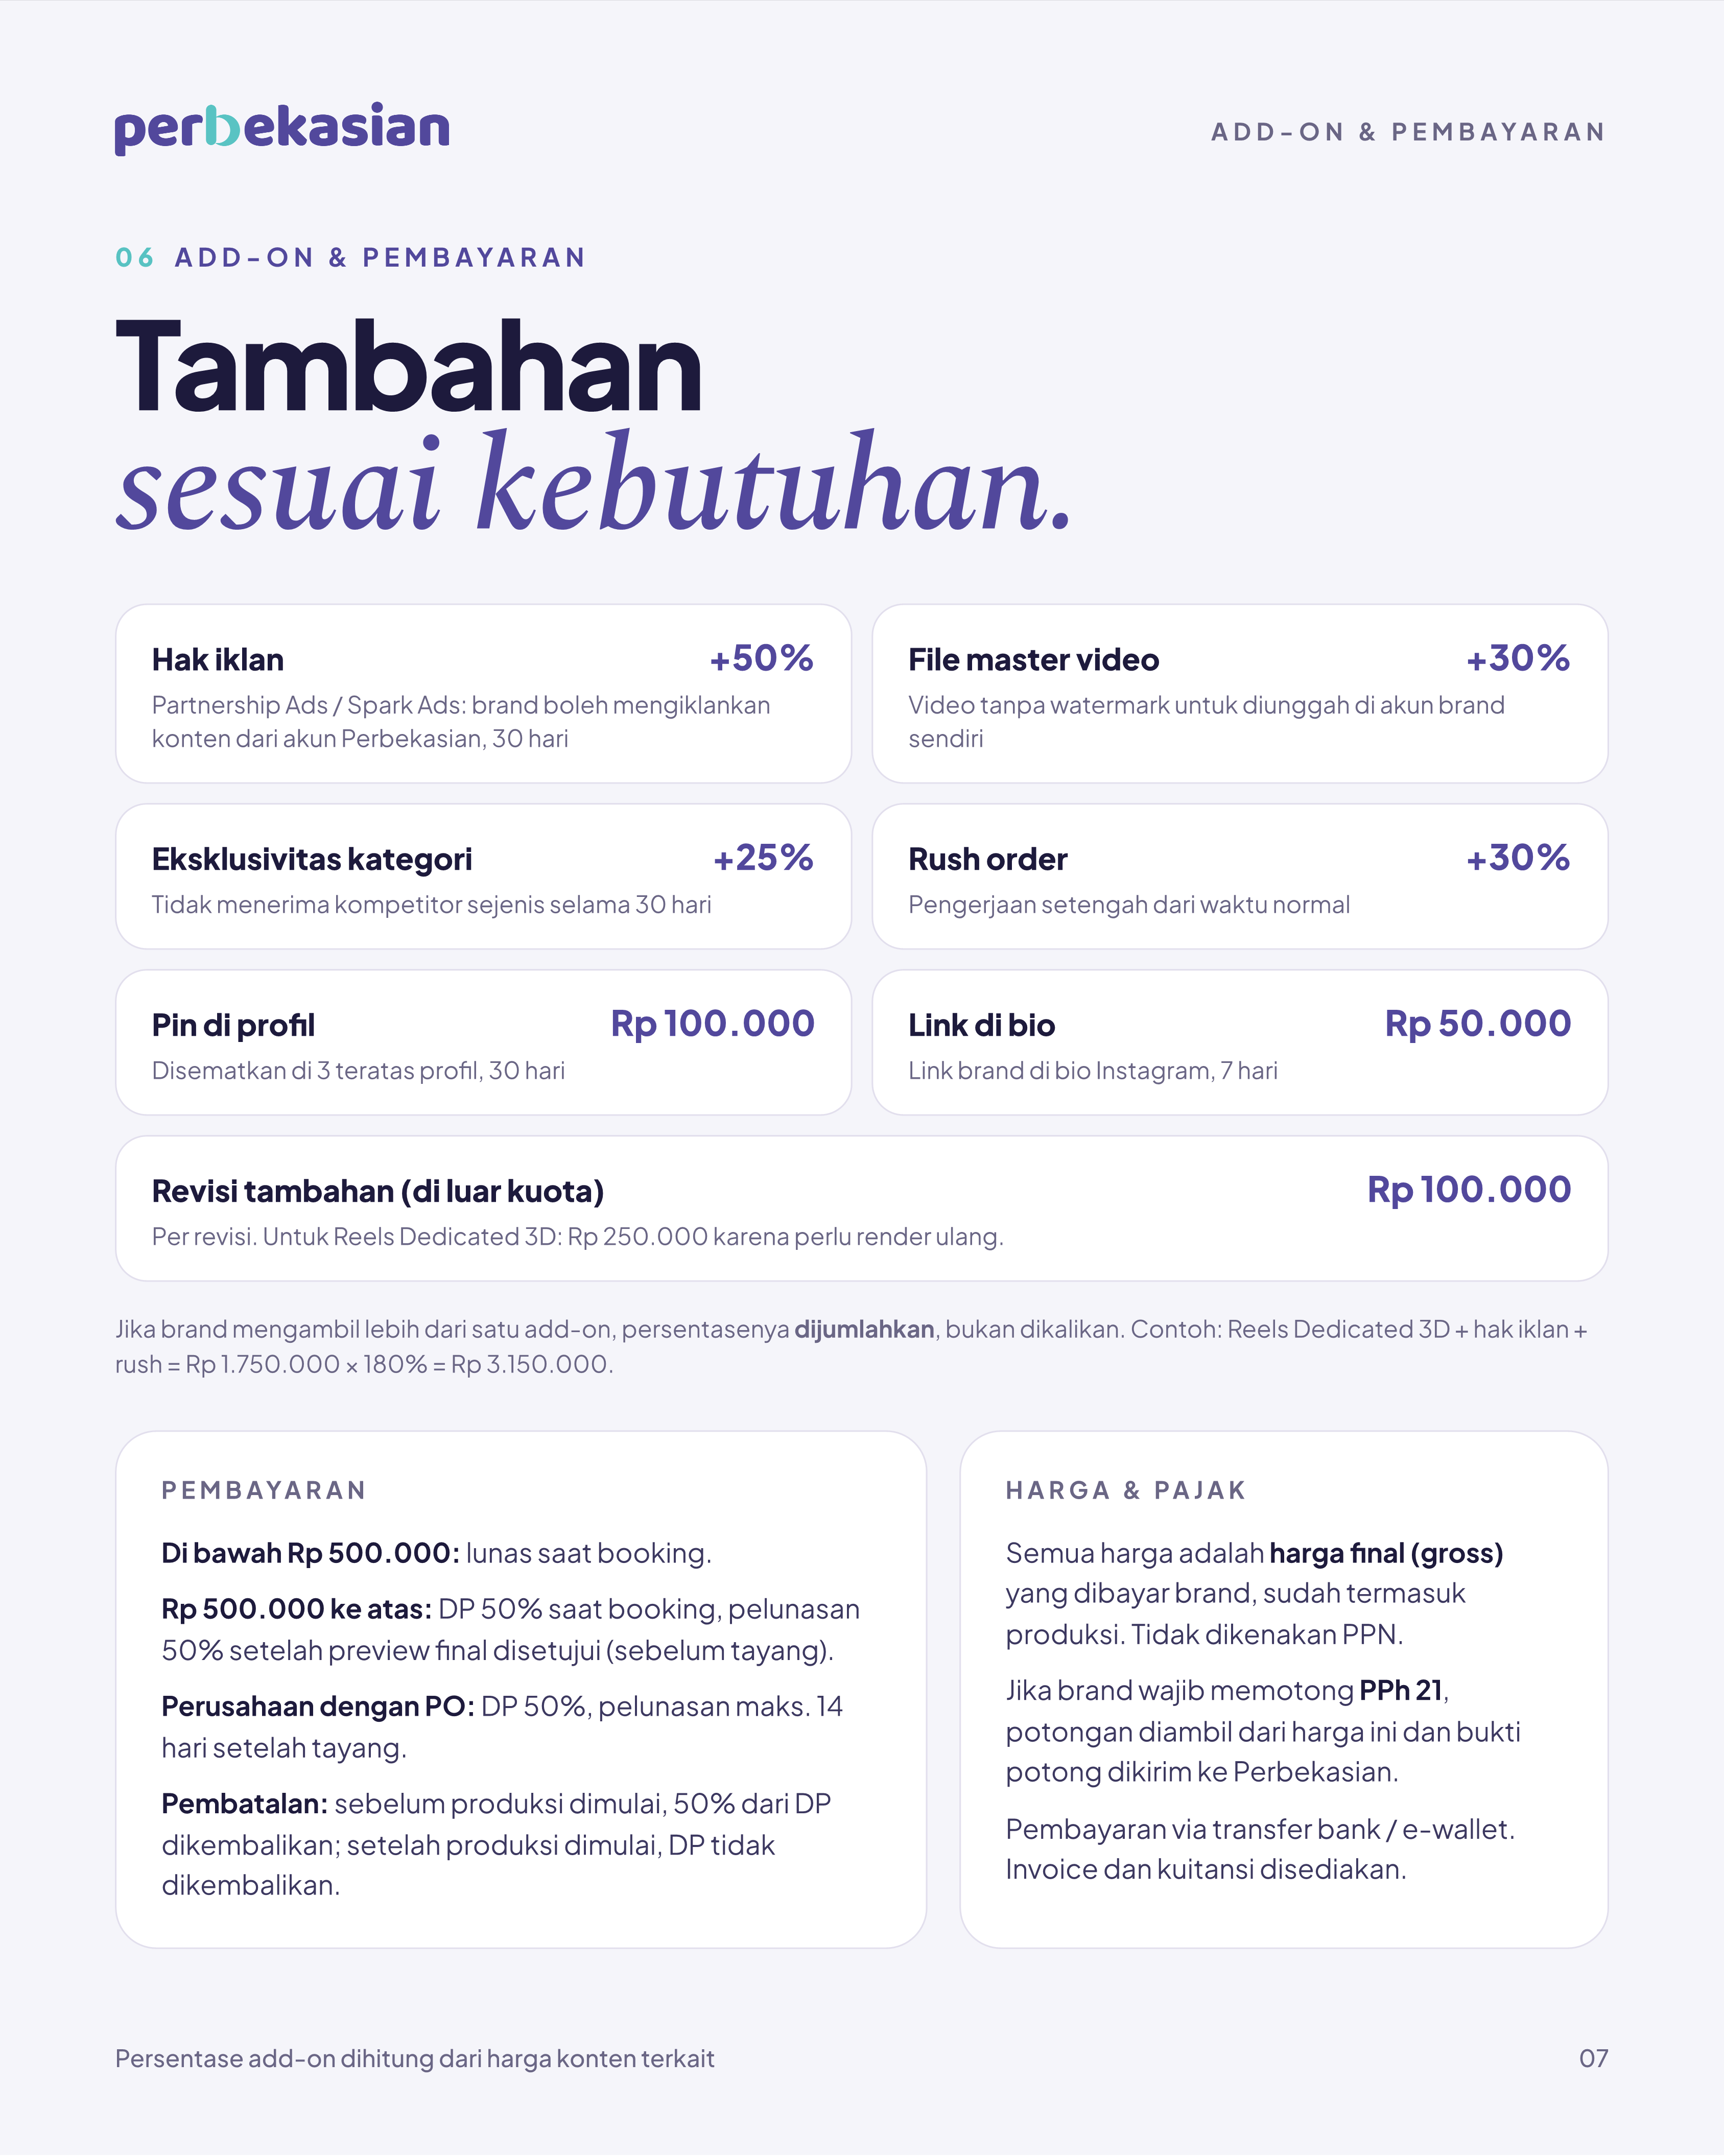 perbekasian
ADD-ON & PEMBAYARAN
06 ADD-ON & PEMBAYARAN
Tambahan
sesuai kebutuhan.
Hak iklan +50%
Partnership Ads / Spark Ads: brand boleh mengiklankan
konten dari akun Perbekasian, 30 hari
File master video +30%
Video tanpa watermark untuk diunggah di akun brand
sendiri
Eksklusivitas kategori +25%
Tidak menerima kompetitor sejenis selama 30 hari
Rush order +30%
Pengerjaan setengah dari waktu normal
Pin di profil Rp 100.000
Disematkan di 3 teratas profil, 30 hari
Link di bio Rp 50.000
Link brand di bio Instagram, 7 hari
Revisi tambahan (di luar kuota) Rp 100.000
Per revisi. Untuk Reels Dedicated 3D: Rp 250.000 karena perlu render ulang.
Jika brand mengambil lebih dari satu add-on, persentasenya dijumlahkan, bukan dikalikan. Contoh: Reels Dedicated 3D + hak iklan +
rush = Rp 1.750.000 × 180% = Rp 3.150.000.
PEMBAYARAN
Di bawah Rp 500.000: lunas saat booking.
Rp 500.000 ke atas: DP 50% saat booking, pelunasan
50% setelah preview final disetujui (sebelum tayang).
Perusahaan dengan PO: DP 50%, pelunasan maks. 14
hari setelah tayang.
Pembatalan: sebelum produksi dimulai, 50% dari DP
dikembalikan; setelah produksi dimulai, DP tidak
dikembalikan.
HARGA & PAJAK
Semua harga adalah harga final (gross)
yang dibayar brand, sudah termasuk
produksi. Tidak dikenakan PPN.
Jika brand wajib memotong PPh 21,
potongan diambil dari harga ini dan bukti
potong dikirim ke Perbekasian.
Pembayaran via transfer bank / e-wallet.
Invoice dan kuitansi disediakan.
Persentase add-on dihitung dari harga konten terkait
07